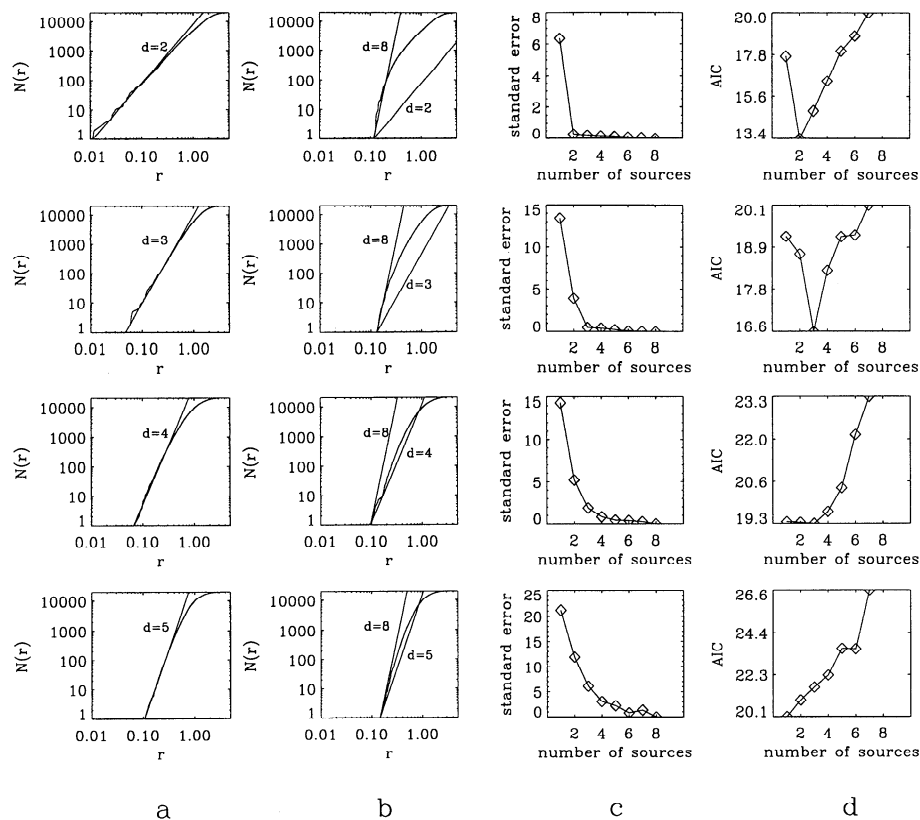 N(r)
10000
1000
100
10
1
d=2
0.01 0.10 1.00
r
N(r)
10000
1000
100
10
1
d=8
d=2
0.01 0.10 1.00
r
standard error
8
6
4
2
0
2 4 6 8
number of sources
AIC
20.0
17.8
15.6
13.4
2 4 6 8
number of sources
N(r)
10000
1000
100
10
1
d=3
0.01 0.10 1.00
r
N(r)
10000
1000
100
10
1
d=8
d=3
0.01 0.10 1.00
r
standard error
15
10
5
0
2 4 6 8
number of sources
AIC
20.1
18.9
17.8
16.6
2 4 6 8
number of sources
N(r)
10000
1000
100
10
1
d=4
0.01 0.10 1.00
r
N(r)
10000
1000
100
10
1
d=8
d=4
0.01 0.10 1.00
r
standard error
15
10
5
0
2 4 6 8
number of sources
AIC
23.3
22.0
20.6
19.3
2 4 6 8
number of sources
N(r)
10000
1000
100
10
1
d=5
0.01 0.10 1.00
r
N(r)
10000
1000
100
10
1
d=8
d=5
0.01 0.10 1.00
r
standard error
25
20
15
10
5
0
2 4 6 8
number of sources
AIC
26.6
24.4
22.3
20.1
2 4 6 8
number of sources
a b c d